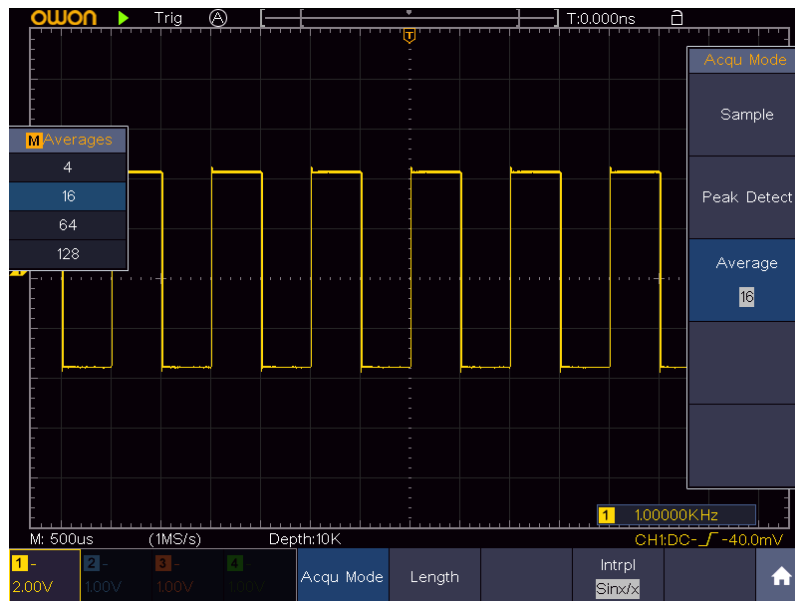 owon Trig A T:0.000ns
T
Acqu Mode
Sample
M Averages
4
16
64
128
Peak Detect
Average
16
1 1.00000KHz
M: 500us (1MS/s) Depth:10K CH1:DC- -40.0mV
1 - 2 - 3 - 4 -
2.00V 1.00V 1.00V 1.00V
Acqu Mode Length
Intrpl
Sinx/x